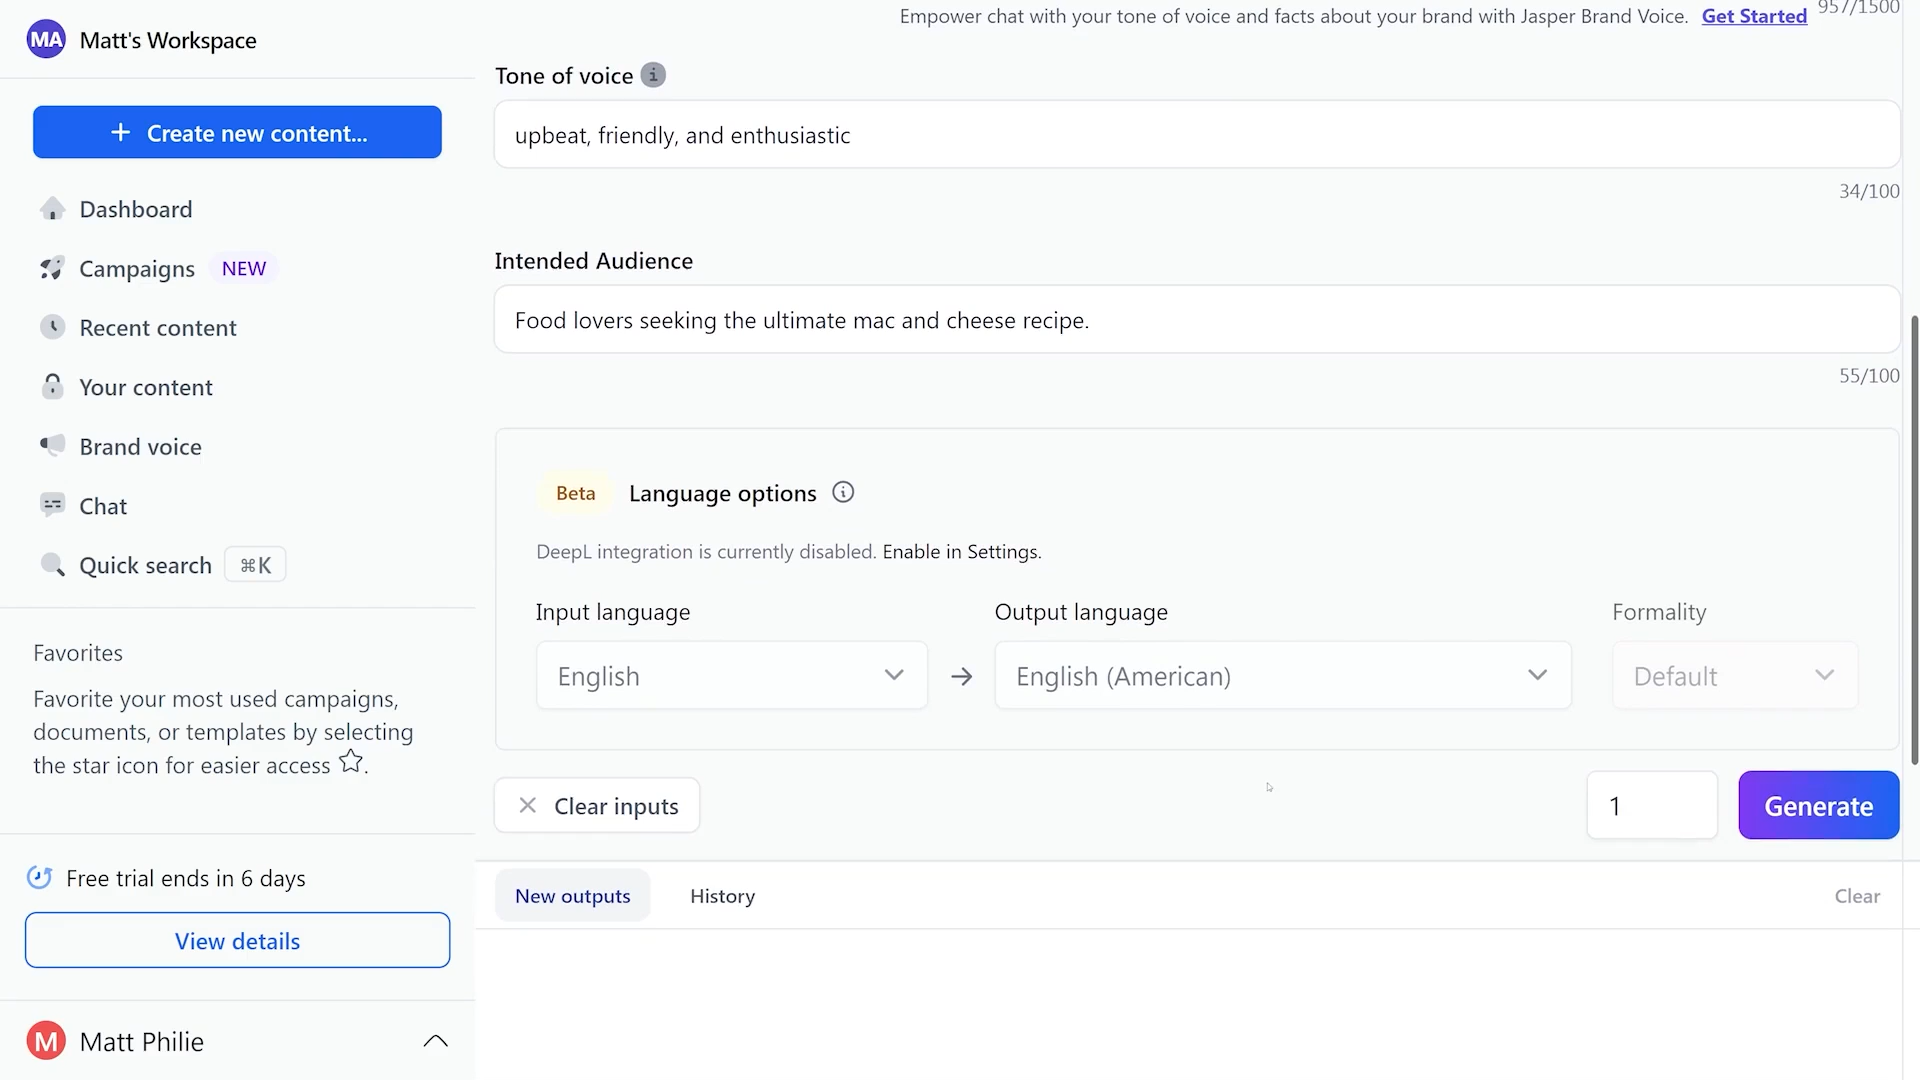 MA Matt's Workspace
+ Create new content...
Dashboard
Campaigns NEW
Recent content
Your content
Brand voice
Chat
Quick search ⌘K
Favorites
Favorite your most used campaigns,
documents, or templates by selecting
the star icon for easier access ☆.
Free trial ends in 6 days
View details
M Matt Philie
Empower chat with your tone of voice and facts about your brand with Jasper Brand Voice. Get Started 957/1500
Tone of voice
upbeat, friendly, and enthusiastic
34/100
Intended Audience
Food lovers seeking the ultimate mac and cheese recipe.
55/100
Beta Language options
DeepL integration is currently disabled. Enable in Settings.
Input language Output language Formality
English → English (American) Default
Clear inputs 1 Generate
New outputs History Clear